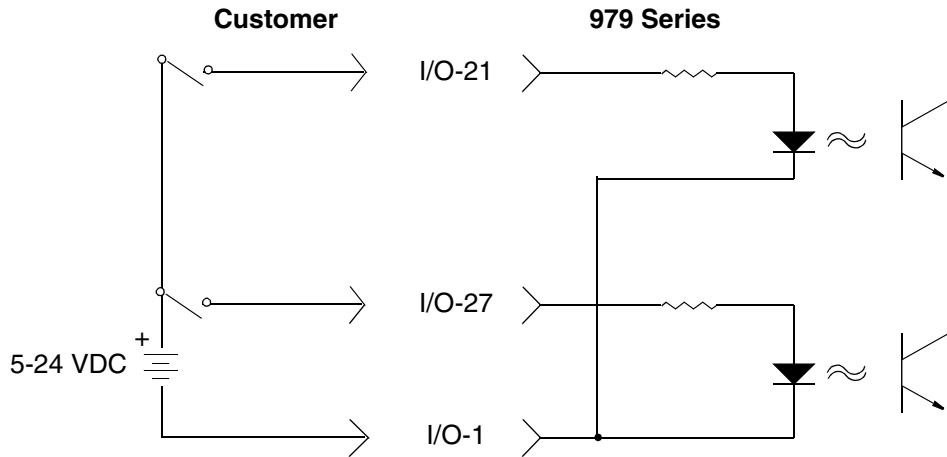 Customer
979 Series
I/O-21
I/O-27
+
5-24 VDC
I/O-1